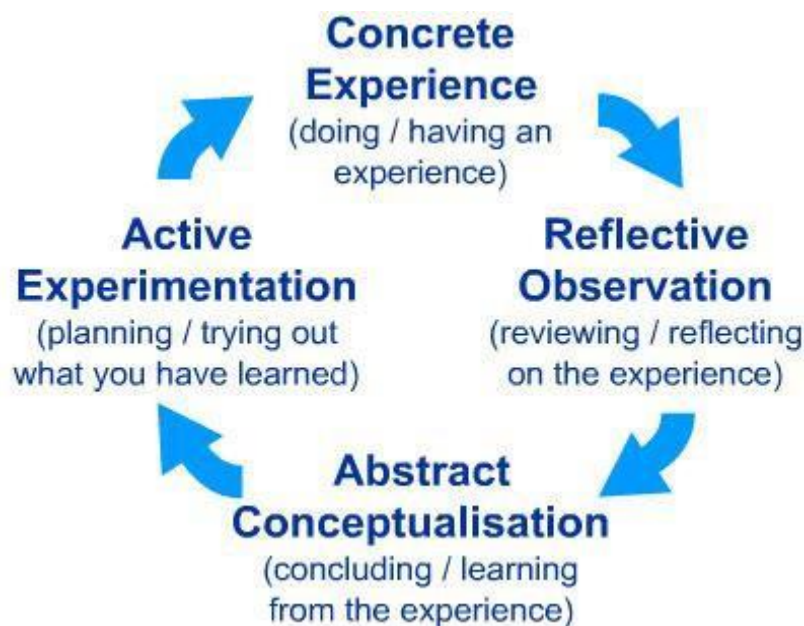 Concrete
Experience
(doing / having an
experience)
Reflective
Observation
(reviewing / reflecting
on the experience)
Abstract
Conceptualisation
(concluding / learning
from the experience)
Active
Experimentation
(planning / trying out
what you have learned)